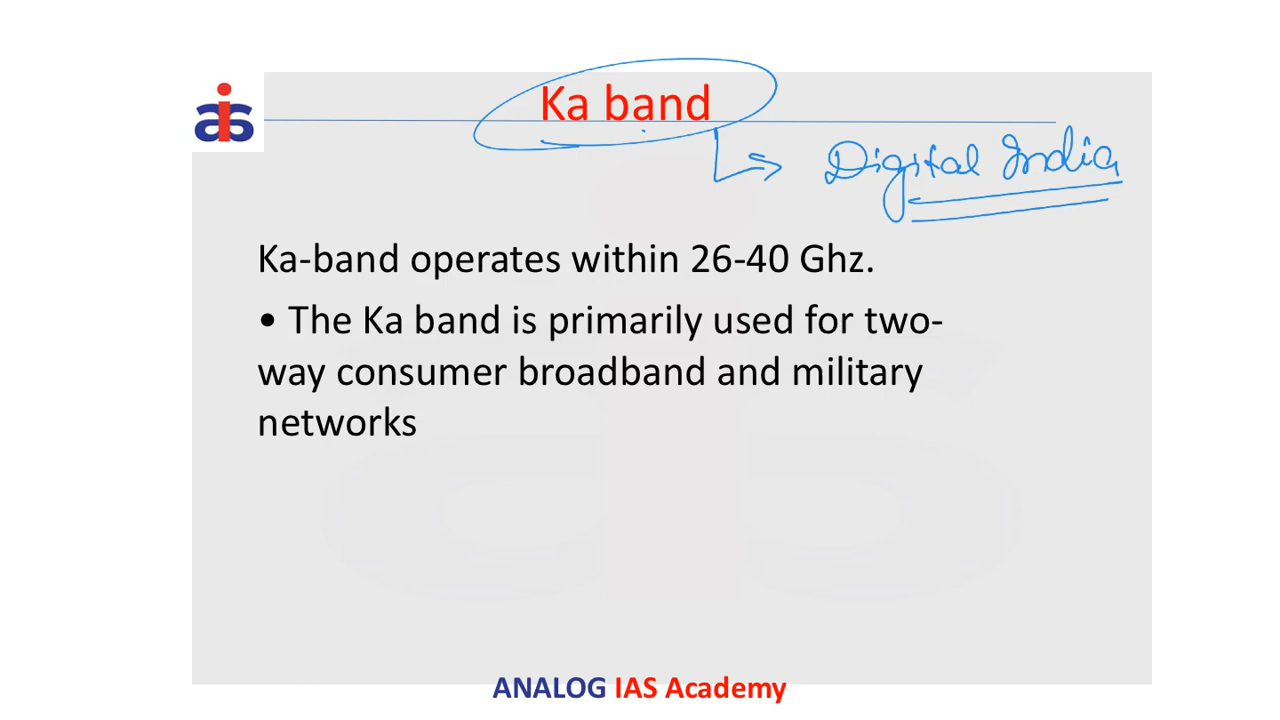 ais
Ka band
Digital India
Ka-band operates within 26-40 Ghz.
• The Ka band is primarily used for two-
way consumer broadband and military
networks
ANALOG IAS Academy